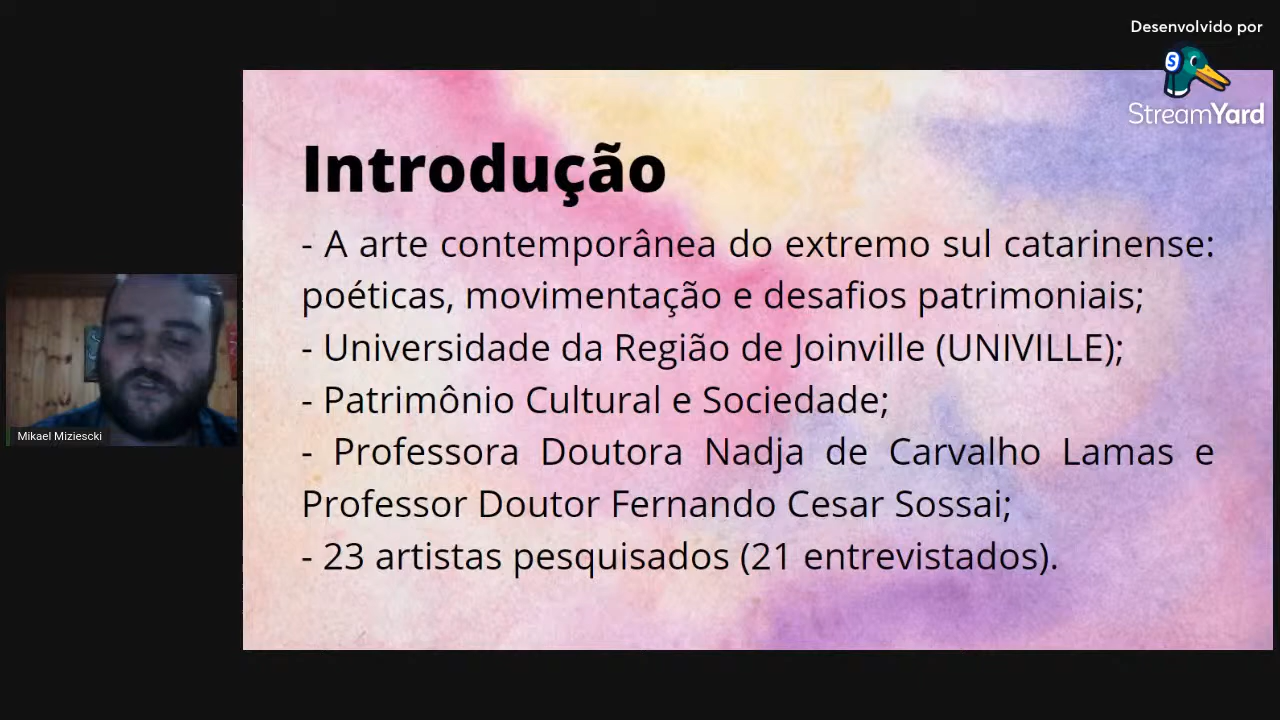 Desenvolvido por
S
StreamYard
Introdução
- A arte contemporânea do extremo sul catarinense:
poéticas, movimentação e desafios patrimoniais;
- Universidade da Região de Joinville (UNIVILLE);
- Patrimônio Cultural e Sociedade;
- Professora Doutora Nadja de Carvalho Lamas e
Professor Doutor Fernando Cesar Sossai;
- 23 artistas pesquisados (21 entrevistados).
Mikael Miziescki